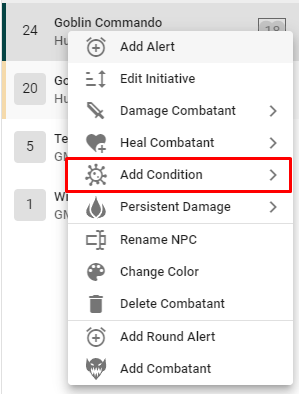 24 Goblin Commando
Hu
18
Add Alert
Edit Initiative
20 Go
Hu
Damage Combatant
5 Te
GM
Heal Combatant
Add Condition
1 Wi
GM
Persistent Damage
Rename NPC
Change Color
Delete Combatant
Add Round Alert
Add Combatant